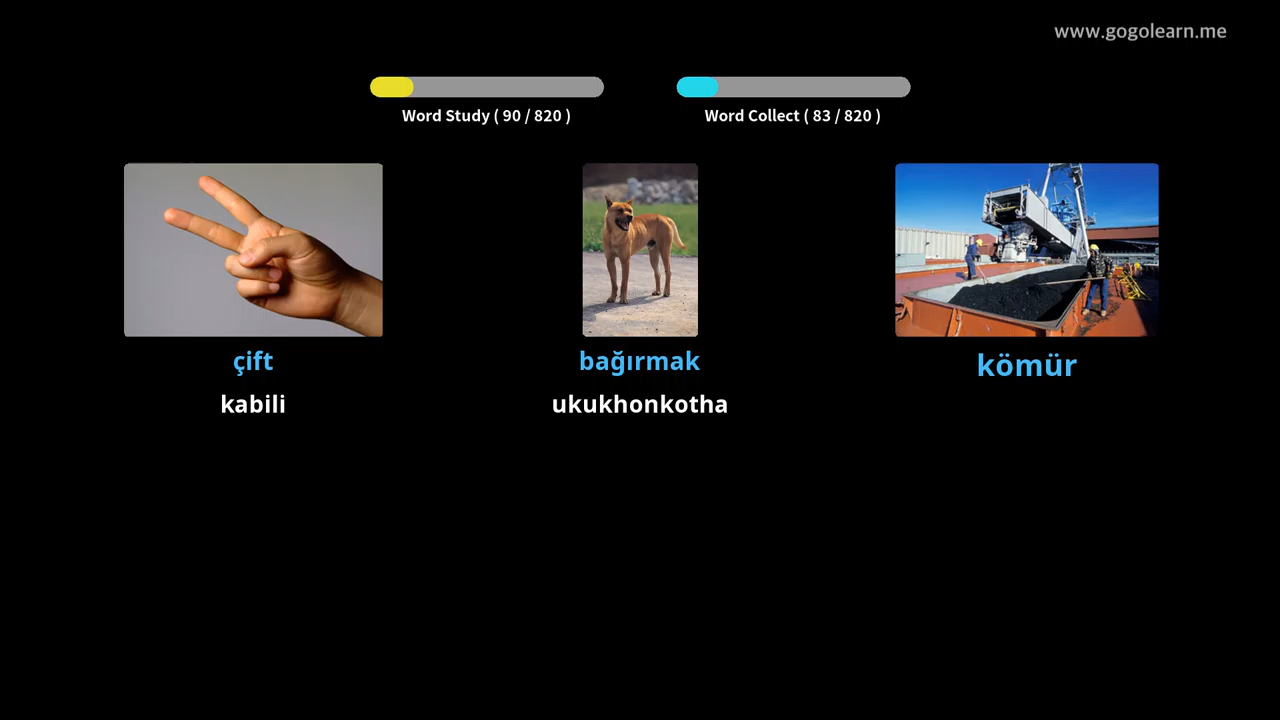 www.gogolearn.me
Word Study ( 90 / 820 )
Word Collect ( 83 / 820 )
çift
bağırmak
kömür
kabili
ukukhonkotha